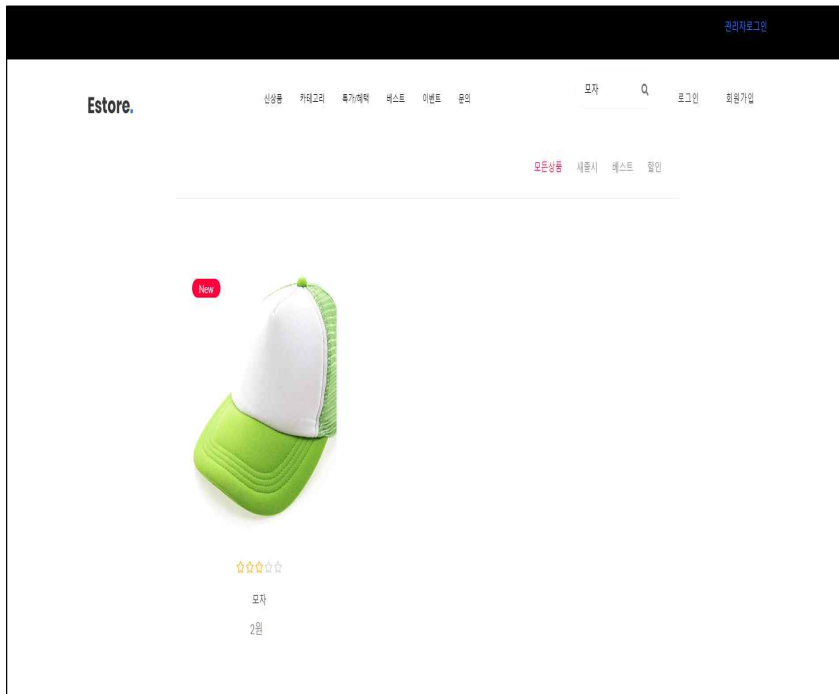 관리자로그인
Estore.
신상품 카테고리 특가/혜택 베스트 이벤트 문의
모자
로그인 회원가입
모든상품 새출시 베스트 할인
New
모자
2원